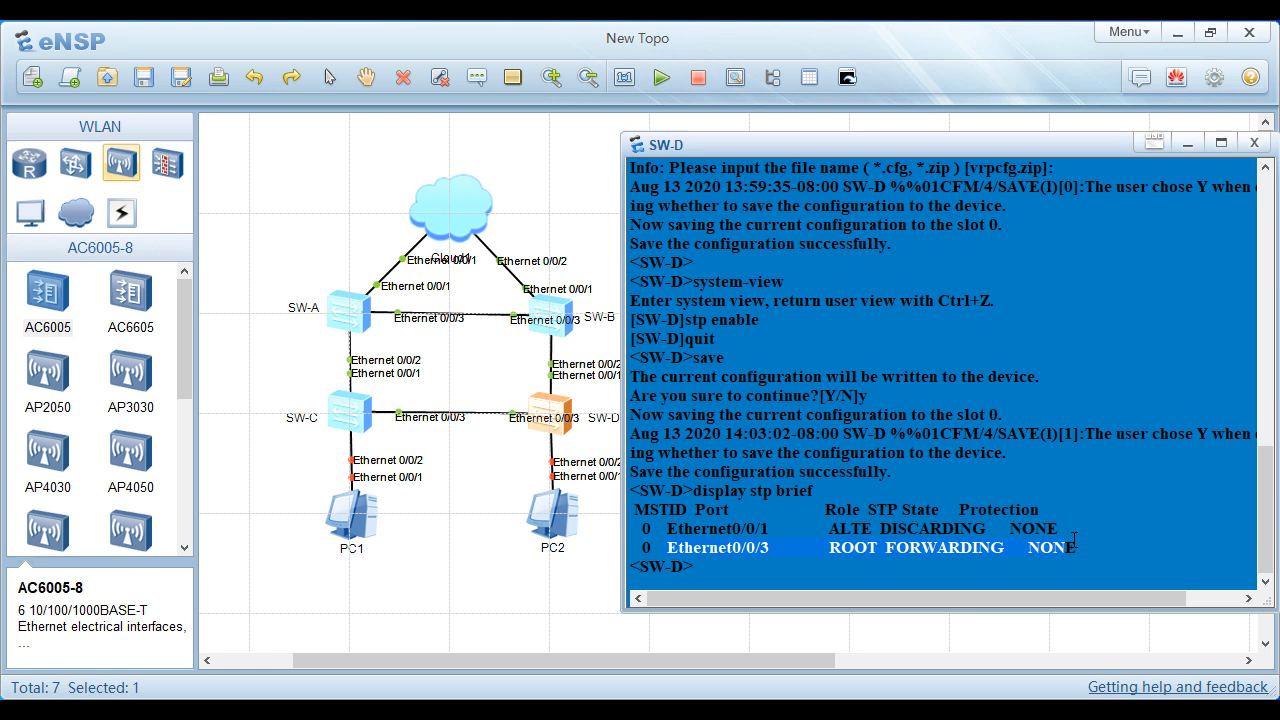 eNSP
New Topo
Menu
WLAN
AC6005-8
AC6005
AC6605
AP2050
AP3030
AP4030
AP4050
AC6005-8
6 10/100/1000BASE-T
Ethernet electrical interfaces,
...
Cloud1
Ethernet 0/0/1
Ethernet 0/0/2
Ethernet 0/0/1
Ethernet 0/0/1
SW-A
Ethernet 0/0/3
Ethernet 0/0/3
SW-B
Ethernet 0/0/2
Ethernet 0/0/1
Ethernet 0/0/2
Ethernet 0/0/1
SW-C
Ethernet 0/0/3
Ethernet 0/0/3
SW-D
Ethernet 0/0/2
Ethernet 0/0/1
Ethernet 0/0/2
Ethernet 0/0/1
PC1
PC2
SW-D
Info: Please input the file name ( *.cfg, *.zip ) [vrpcfg.zip]:
Aug 13 2020 13:59:35-08:00 SW-D %%01CFM/4/SAVE(l)[0]:The user chose Y when
ing whether to save the configuration to the device.
Now saving the current configuration to the slot 0.
Save the configuration successfully.
<SW-D>
<SW-D>system-view
Enter system view, return user view with Ctrl+Z.
[SW-D]stp enable
[SW-D]quit
<SW-D>save
The current configuration will be written to the device.
Are you sure to continue?[Y/N]y
Now saving the current configuration to the slot 0.
Aug 13 2020 14:03:02-08:00 SW-D %%01CFM/4/SAVE(l)[1]:The user chose Y when
ing whether to save the configuration to the device.
Save the configuration successfully.
<SW-D>display stp brief
MSTID Port Role STP State Protection
0 Ethernet0/0/1 ALTE DISCARDING NONE
0 Ethernet0/0/3 ROOT FORWARDING NONE
<SW-D>
Total: 7 Selected: 1
Getting help and feedback